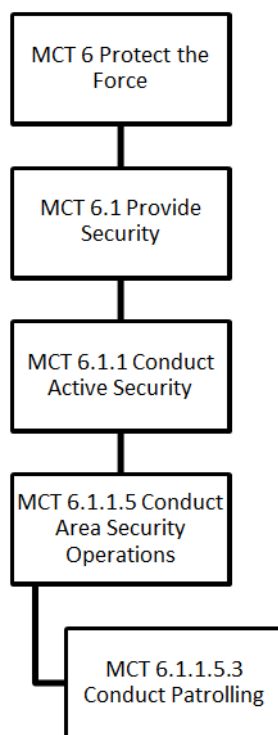 MCT 6 Protect the
Force
MCT 6.1 Provide
Security
MCT 6.1.1 Conduct
Active Security
MCT 6.1.1.5 Conduct
Area Security
Operations
MCT 6.1.1.5.3
Conduct Patrolling